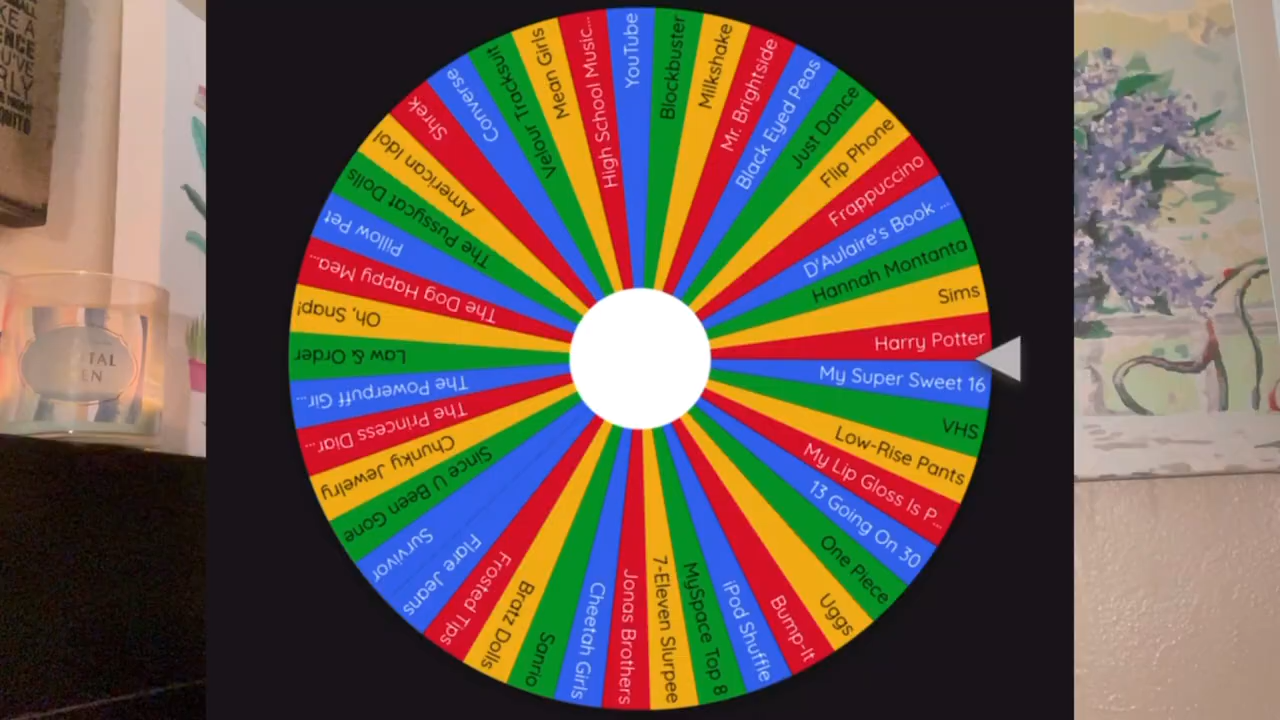 YouTube
Blockbuster
Milkshake
Mr. Brightside
Black Eyed Peas
Just Dance
Flip Phone
Frappuccino
D'Aulaire's Book ...
Hannah Montanta
Sims
Harry Potter
My Super Sweet 16
VHS
Low-Rise Pants
My Lip Gloss Is P...
13 Going On 30
One Piece
Uggs
Bump-It
iPod Shuffle
MySpace Top 8
7-Eleven Slurpee
Jonas Brothers
Cheetah Girls
Sanrio
Bratz Dolls
Frosted Tips
Flare Jeans
Survivor
Since U Been Gone
Chunky Jewelry
The Princess Diar...
The Powerpuff Gir...
Law & Order
Oh, Snap!
The Dog Happy Mea...
Pillow Pet
The Pussycat Dolls
American Idol
Shrek
Converse
Velour Tracksuit
Mean Girls
High School Music...